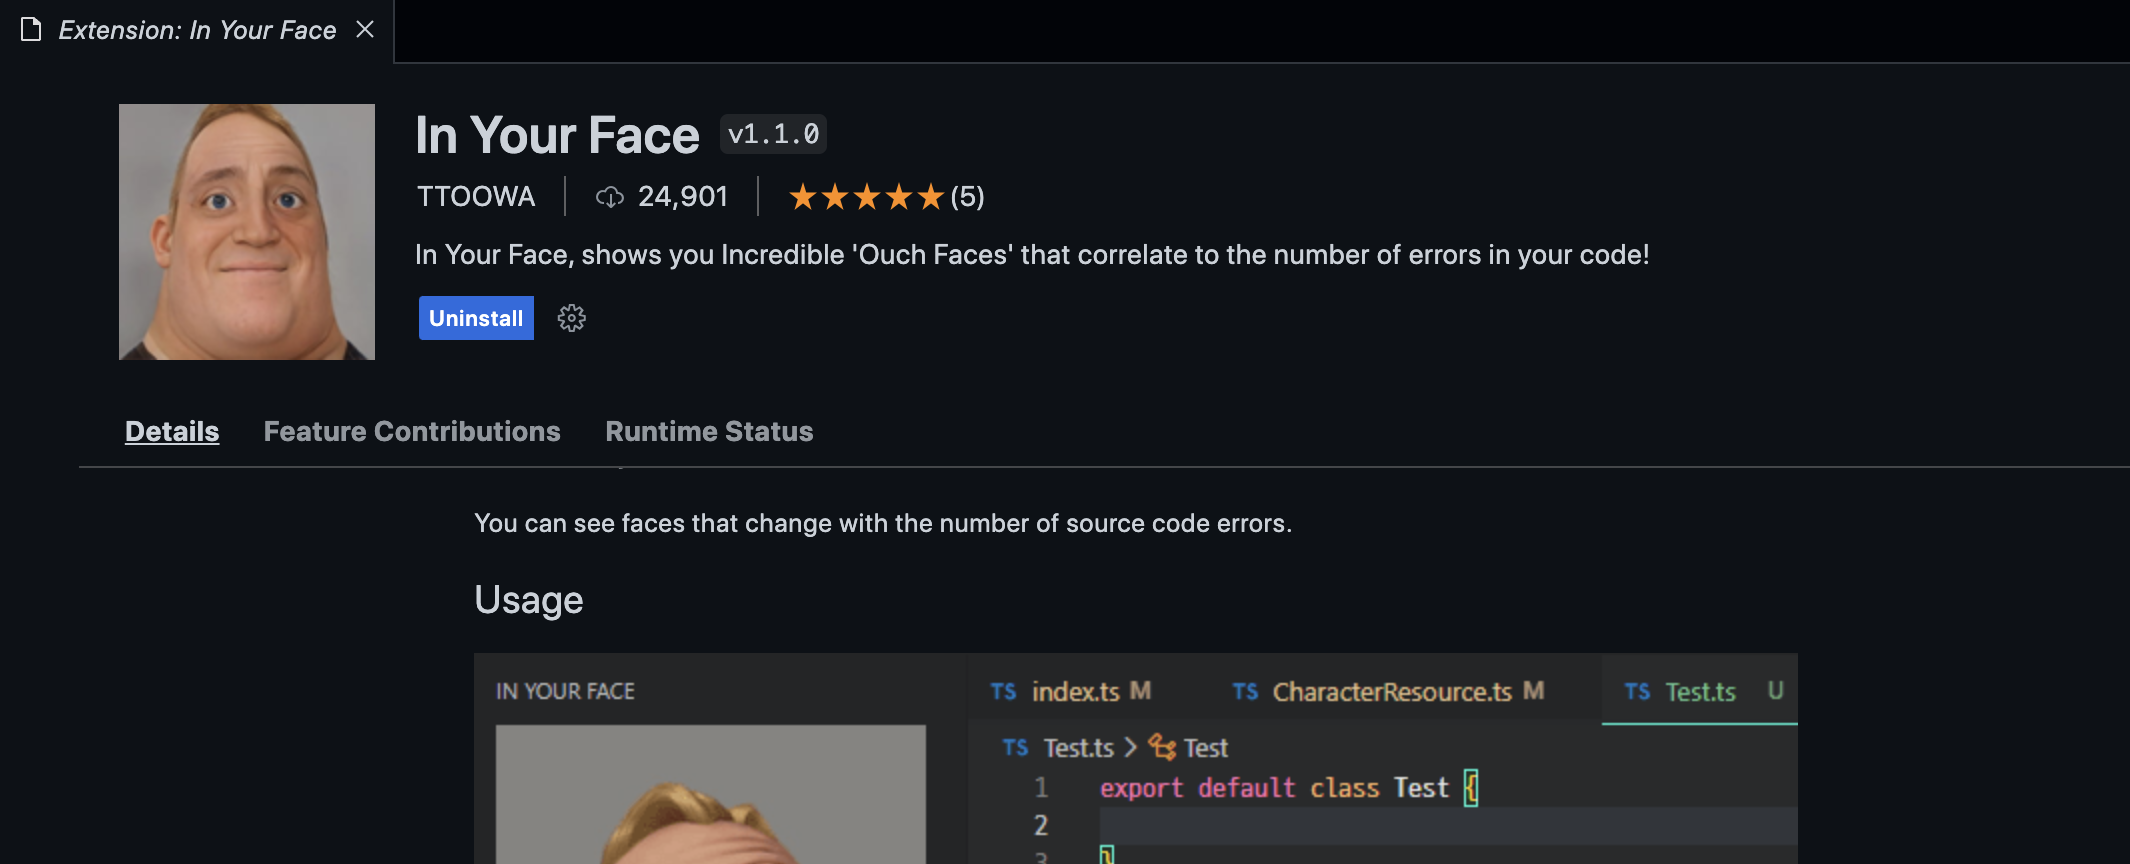 Extension: In Your Face
In Your Face v1.1.0
TTOOWA 24,901 (5)
In Your Face, shows you Incredible 'Ouch Faces' that correlate to the number of errors in your code!
Uninstall
Details Feature Contributions Runtime Status
You can see faces that change with the number of source code errors.
Usage
IN YOUR FACE
TS index.ts M TS CharacterResource.ts M TS Test.ts U
TS Test.ts > Test
1 export default class Test {
2
3 }